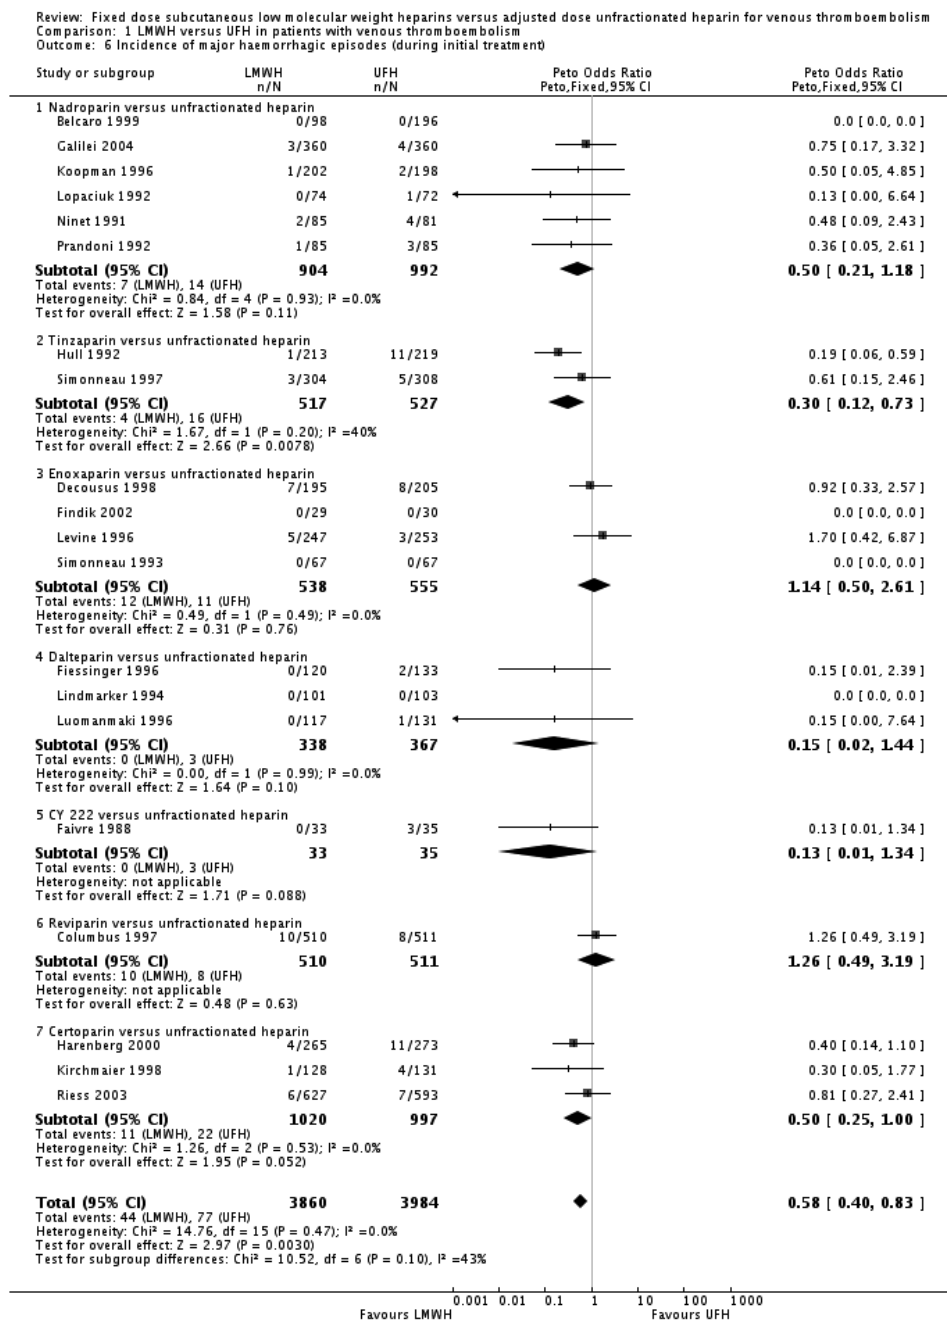 Review: Fixed dose subcutaneous low molecular weight heparins versus adjusted dose unfractionated heparin for venous thromboembolism
Comparison: 1 LMWH versus UFH in patients with venous thromboembolism
Outcome: 6 Incidence of major haemorrhagic episodes (during initial treatment)
Study or subgroup LMWH UFH Peto Odds Ratio Peto Odds Ratio
n/N n/N Peto,Fixed,95% CI Peto,Fixed,95% CI
1 Nadroparin versus unfractionated heparin
Belcaro 1999 0/98 0/196 0.0 [ 0.0, 0.0 ]
Galilei 2004 3/360 4/360 0.75 [ 0.17, 3.32 ]
Koopman 1996 1/202 2/198 0.50 [ 0.05, 4.85 ]
Lopaciuk 1992 0/74 1/72 0.13 [ 0.00, 6.64 ]
Ninet 1991 2/85 4/81 0.48 [ 0.09, 2.43 ]
Prandoni 1992 1/85 3/85 0.36 [ 0.05, 2.61 ]
Subtotal (95% CI) 904 992 0.50 [ 0.21, 1.18 ]
Total events: 7 (LMWH), 14 (UFH)
Heterogeneity: Chi² = 0.84, df = 4 (P = 0.93); I² =0.0%
Test for overall effect: Z = 1.58 (P = 0.11)
2 Tinzaparin versus unfractionated heparin
Hull 1992 1/213 11/219 0.19 [ 0.06, 0.59 ]
Simonneau 1997 3/304 5/308 0.61 [ 0.15, 2.46 ]
Subtotal (95% CI) 517 527 0.30 [ 0.12, 0.73 ]
Total events: 4 (LMWH), 16 (UFH)
Heterogeneity: Chi² = 1.67, df = 1 (P = 0.20); I² =40%
Test for overall effect: Z = 2.66 (P = 0.0078)
3 Enoxaparin versus unfractionated heparin
Decousus 1998 7/195 8/205 0.92 [ 0.33, 2.57 ]
Findik 2002 0/29 0/30 0.0 [ 0.0, 0.0 ]
Levine 1996 5/247 3/253 1.70 [ 0.42, 6.87 ]
Simonneau 1993 0/67 0/67 0.0 [ 0.0, 0.0 ]
Subtotal (95% CI) 538 555 1.14 [ 0.50, 2.61 ]
Total events: 12 (LMWH), 11 (UFH)
Heterogeneity: Chi² = 0.49, df = 1 (P = 0.49); I² =0.0%
Test for overall effect: Z = 0.31 (P = 0.76)
4 Dalteparin versus unfractionated heparin
Fiessinger 1996 0/120 2/133 0.15 [ 0.01, 2.39 ]
Lindmarker 1994 0/101 0/103 0.0 [ 0.0, 0.0 ]
Luomanmaki 1996 0/117 1/131 0.15 [ 0.00, 7.64 ]
Subtotal (95% CI) 338 367 0.15 [ 0.02, 1.44 ]
Total events: 0 (LMWH), 3 (UFH)
Heterogeneity: Chi² = 0.00, df = 1 (P = 0.99); I² =0.0%
Test for overall effect: Z = 1.64 (P = 0.10)
5 CY 222 versus unfractionated heparin
Faivre 1988 0/33 3/35 0.13 [ 0.01, 1.34 ]
Subtotal (95% CI) 33 35 0.13 [ 0.01, 1.34 ]
Total events: 0 (LMWH), 3 (UFH)
Heterogeneity: not applicable
Test for overall effect: Z = 1.71 (P = 0.088)
6 Reviparin versus unfractionated heparin
Columbus 1997 10/510 8/511 1.26 [ 0.49, 3.19 ]
Subtotal (95% CI) 510 511 1.26 [ 0.49, 3.19 ]
Total events: 10 (LMWH), 8 (UFH)
Heterogeneity: not applicable
Test for overall effect: Z = 0.48 (P = 0.63)
7 Certoparin versus unfractionated heparin
Harenberg 2000 4/265 11/273 0.40 [ 0.14, 1.10 ]
Kirchmaier 1998 1/128 4/131 0.30 [ 0.05, 1.77 ]
Riess 2003 6/627 7/593 0.81 [ 0.27, 2.41 ]
Subtotal (95% CI) 1020 997 0.50 [ 0.25, 1.00 ]
Total events: 11 (LMWH), 22 (UFH)
Heterogeneity: Chi² = 1.26, df = 2 (P = 0.53); I² =0.0%
Test for overall effect: Z = 1.95 (P = 0.052)
Total (95% CI) 3860 3984 0.58 [ 0.40, 0.83 ]
Total events: 44 (LMWH), 77 (UFH)
Heterogeneity: Chi² = 14.76, df = 15 (P = 0.47); I² =0.0%
Test for overall effect: Z = 2.97 (P = 0.0030)
Test for subgroup differences: Chi² = 10.52, df = 6 (P = 0.10), I² =43%
0.001 0.01 0.1 1 10 100 1000
Favours LMWH Favours UFH